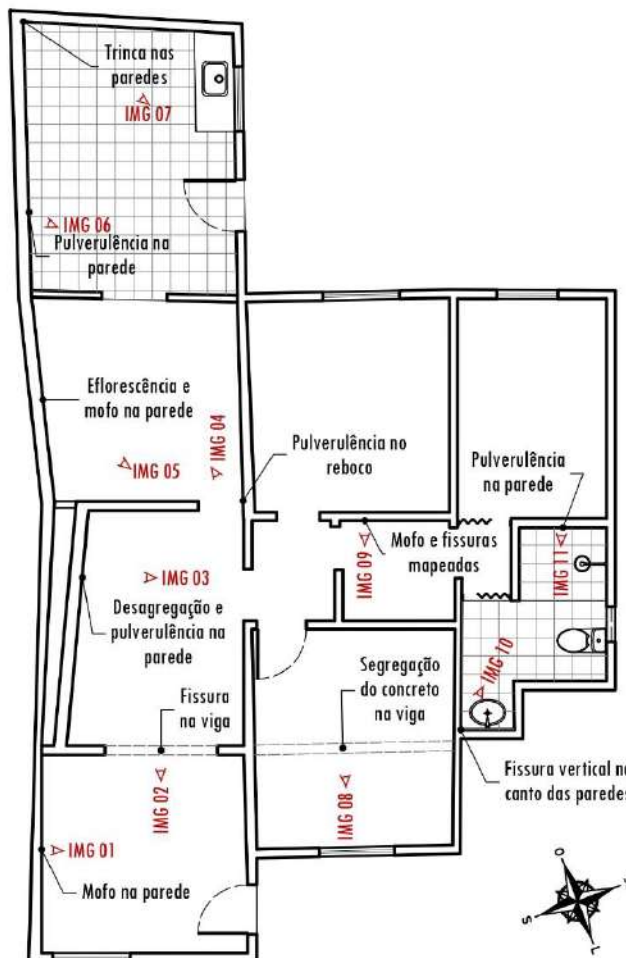 Trinca nas
paredes
IMG 07
IMG 06
Pulverulência na
parede
Eflorescência e
mofo na parede
IMG 04
IMG 05
Pulverulência no
reboco
Pulverulência
na parede
IMG 09
Mofo e fissuras
mapeadas
IMG 11
IMG 03
Desagregação e
pulverulência na
parede
Fissura
na viga
Segregação
do concreto
na viga
IMG 10
IMG 02
IMG 08
Fissura vertical no
canto das paredes
IMG 01
Mofo na parede
O
S
L